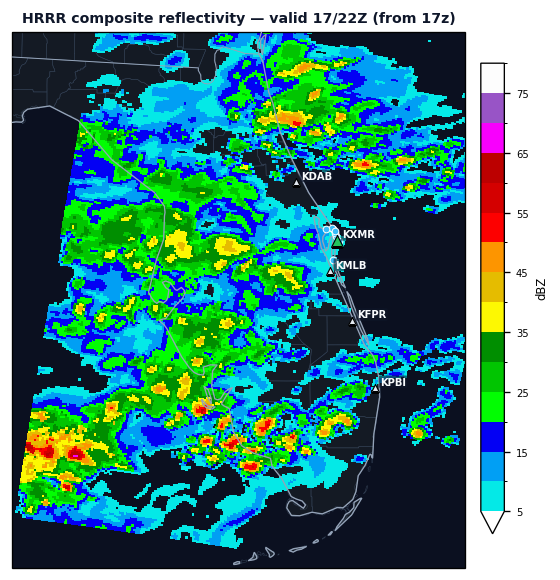 HRRR composite reflectivity — valid 17/22Z (from 17z)
KDAB
KXMR
KMLB
KFPR
KPBI
75
65
55
45
35
25
15
5
dBZ